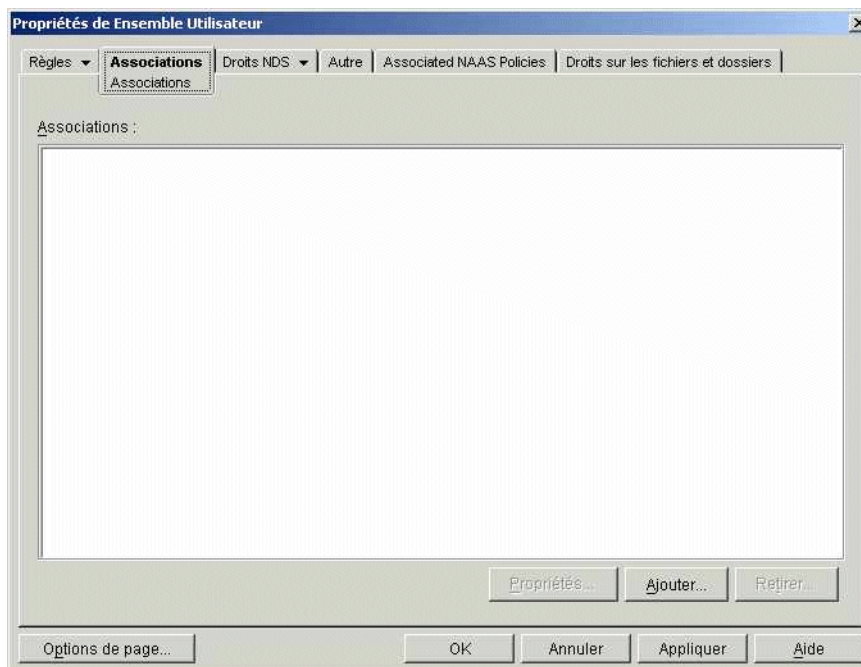 Propriétés de Ensemble Utilisateur
Règles Associations Droits NDS Autre Associated NAAS Policies Droits sur les fichiers et dossiers
Associations
Associations :
Propriétés... Ajouter... Retirer...
Options de page... OK Annuler Appliquer Aide